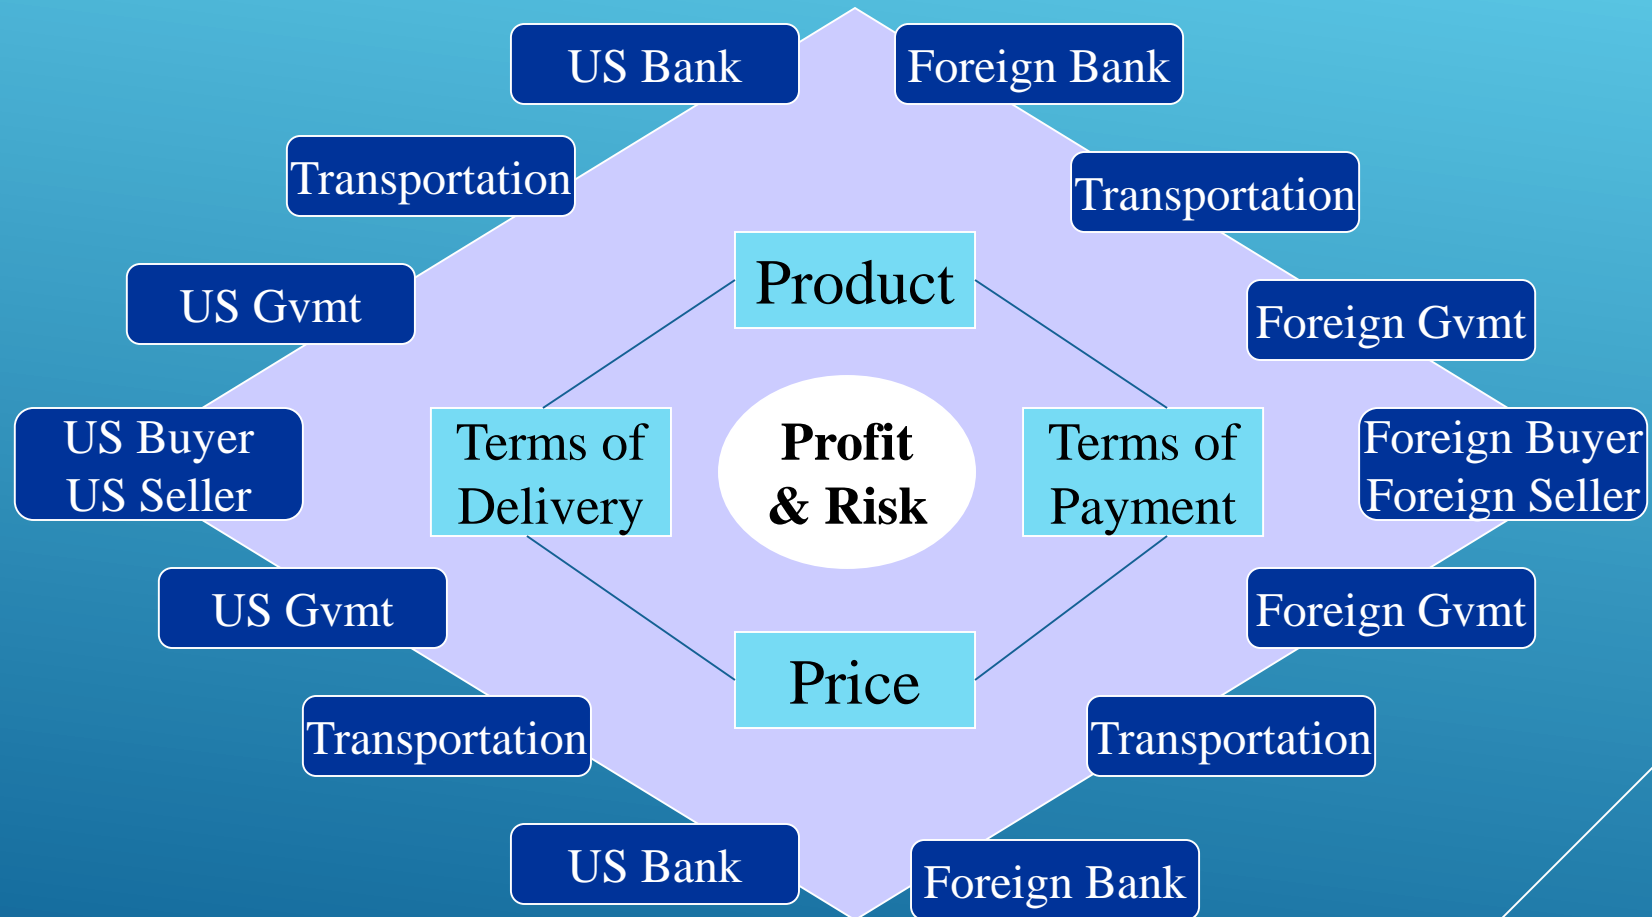 US Bank
Foreign Bank
Transportation
Transportation
Product
US Gvmt
Foreign Gvmt
US Buyer
US Seller
Terms of
Delivery
Profit
& Risk
Terms of
Payment
Foreign Buyer
Foreign Seller
US Gvmt
Foreign Gvmt
Price
Transportation
Transportation
US Bank
Foreign Bank